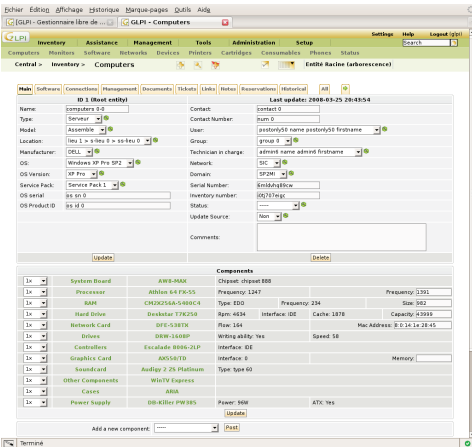 Fichier Édition Affichage Historique Marque-pages Outils Aide
[GLPI - Gestionnaire libre de ... GLPI - Computers
GLPI Settings Help Logout (glpi)
Inventory Assistance Management Tools Administration Setup Search
Computers Monitors Software Networks Devices Printers Cartridges Consumables Phones Status
Central > Inventory > Computers Entité Racine (arborescence)
Main Software Connections Management Documents Tickets Links Notes Reservations Historical All
ID 1 (Root entity) Last update: 2008-03-25 20:43:54
Name: computers 0-0 Contact: contact 0
Type: Serveur Contact Number: num 0
Model: Assemble User: postonly50 name postonly50 firstname
Location: lieu 1 > s-lieu 0 > ss-lieu 0 Group: group 0
Manufacturer: DELL Technician in charge: admin6 name admin6 firstname
OS: Windows XP Pro SP2 Network: SIC
OS Version: XP Pro Domain: SP2MI
Service Pack: Service Pack 1 Serial Number:
OS serial os sn 0 Inventory number:
OS Product ID os id 0 Status: -----
Update Source: Non
Comments:
Update Delete
Components
1x System Board AW8-MAX Chipset: chipset 888
1x Processor Athlon 64 FX-55 Frequency: 1247 Frequency: 1391
1x RAM CM2X256A-5400C4 Type: EDO Frequency: 234 Size: 982
1x Hard Drive Deskstar T7K250 Rpm: 4634 Interface: IDE Cache: 1878 Capacity: 43999
1x Network Card DFE-538TX Flow: 164 Mac Address: 8:0:14:1e:28:45
1x Drives DRW-1608P Writing ability: Yes Speed: 58
1x Controllers Escalade 8006-2LP Interface: IDE
1x Graphics Card AX550/TD Interface: 0 Memory:
1x Soundcard Audigy 2 ZS Platinum Type: type 60
1x Other Components WinTV Express
1x Cases ARIA
1x Power Supply DB-Killer PW385 Power: 96W ATX: Yes
Update
Add a new component: ----- Post
Terminé